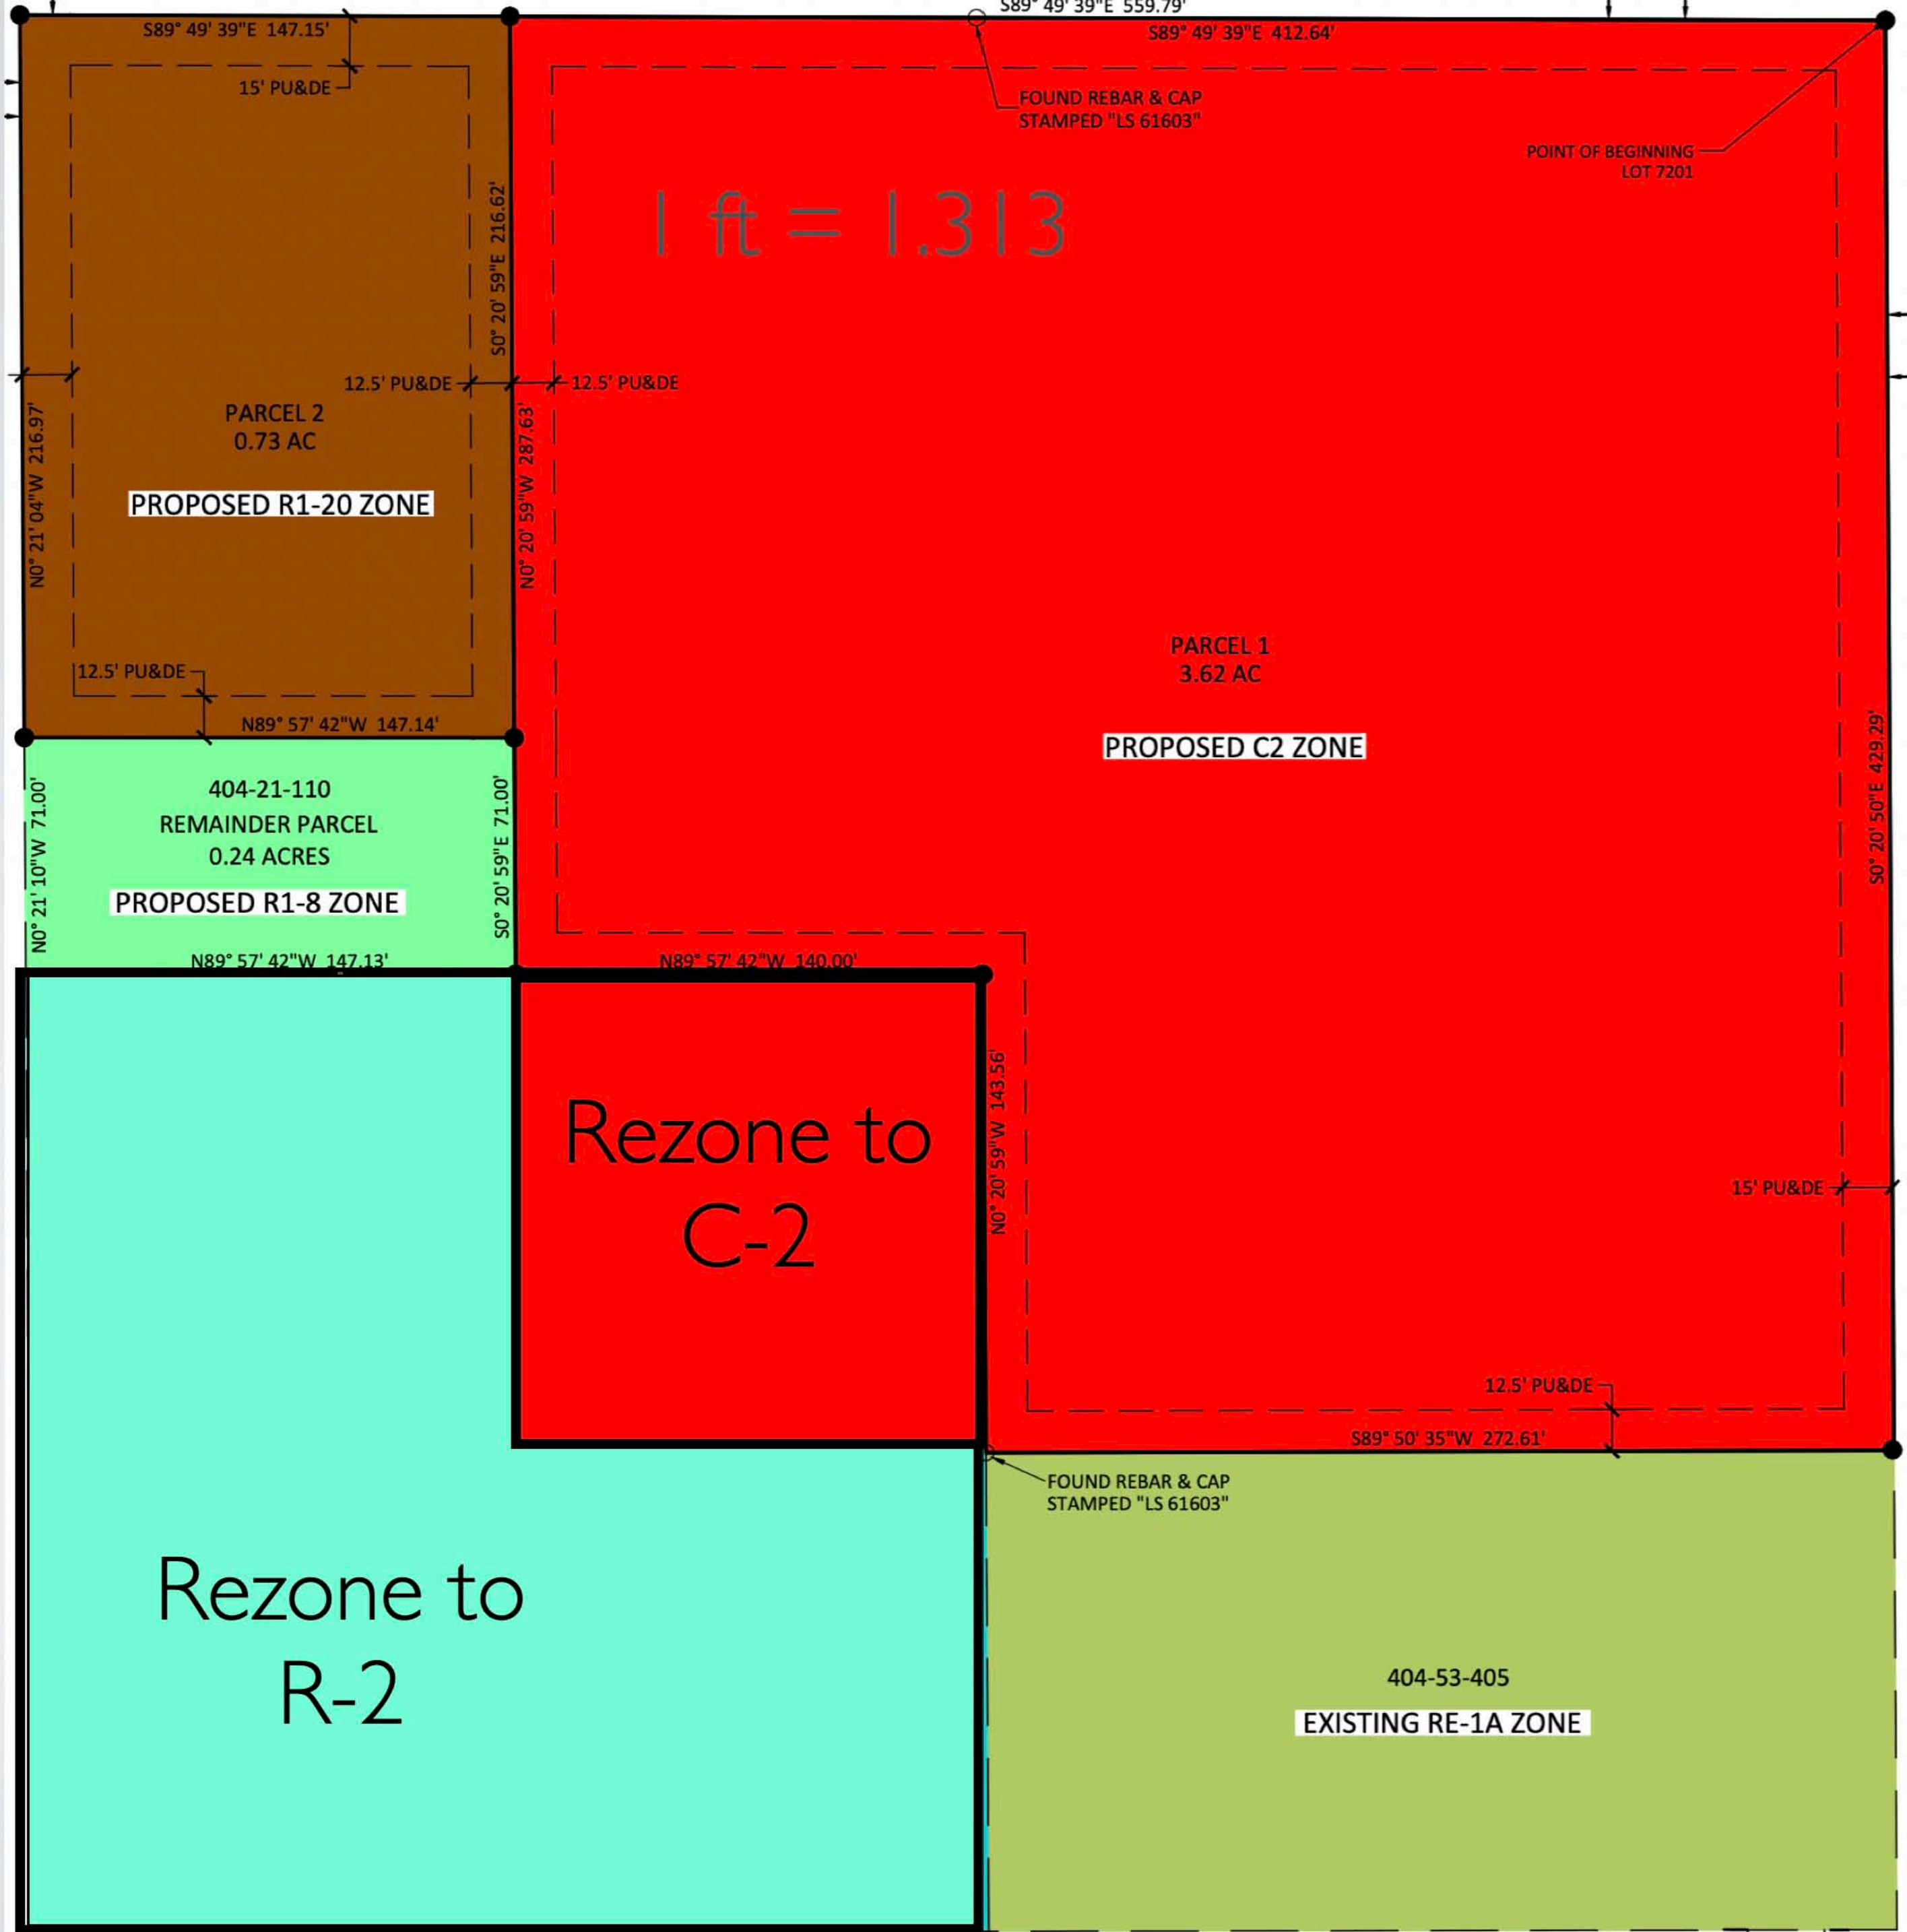 S89° 49' 39"E 559.79'
S89° 49' 39"E 147.15'
S89° 49' 39"E 412.64'
15' PU&DE
FOUND REBAR & CAP
STAMPED "LS 61603"
POINT OF BEGINNING
LOT 7201
1 ft = 1.313
S0° 20' 59"E 216.62'
12.5' PU&DE
12.5' PU&DE
N0° 21' 04"W 216.97'
PARCEL 2
0.73 AC
N0° 20' 59"W 287.63'
PROPOSED R1-20 ZONE
PARCEL 1
3.62 AC
12.5' PU&DE
N89° 57' 42"W 147.14'
PROPOSED C2 ZONE
S0° 20' 50"E 429.29'
N0° 21' 10"W 71.00'
404-21-110
REMAINDER PARCEL
0.24 ACRES
PROPOSED R1-8 ZONE
S0° 20' 59"E 71.00'
N89° 57' 42"W 147.13'
N89° 57' 42"W 140.00'
Rezone to
C-2
N0° 20' 59"W 143.56'
15' PU&DE
12.5' PU&DE
S89° 50' 35"W 272.61'
FOUND REBAR & CAP
STAMPED "LS 61603"
Rezone to
R-2
404-53-405
EXISTING RE-1A ZONE